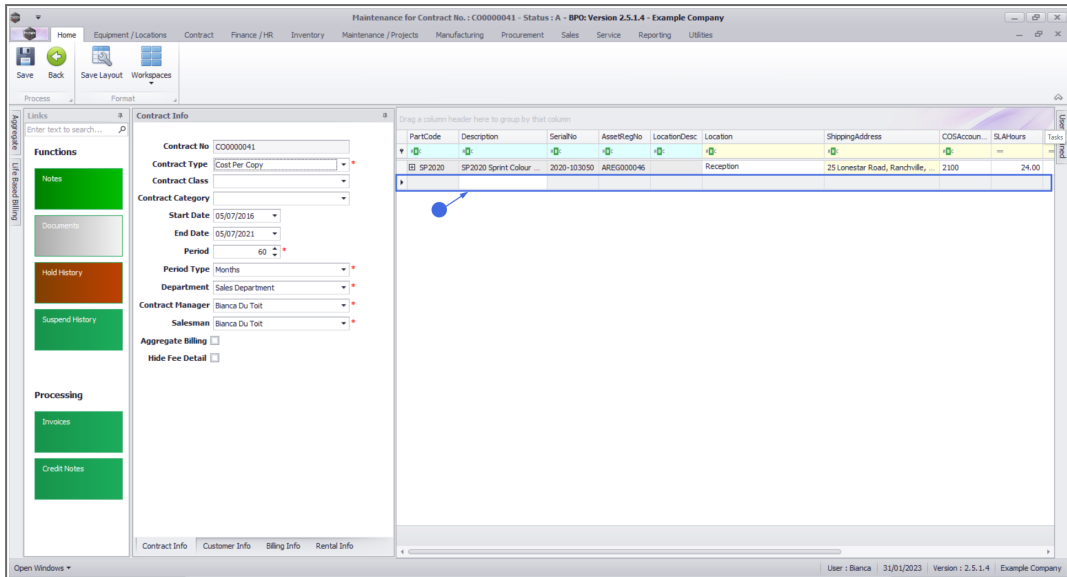 Maintenance for Contract No. : CO0000041 - Status : A - BPO: Version 2.5.1.4 - Example Company
Home Equipment / Locations Contract Finance / HR Inventory Maintenance / Projects Manufacturing Procurement Sales Service Reporting Utilities
Save Back Save Layout Workspaces
Process Format
Aggregate
Life Based Billing
Links
Enter text to search...
Functions
Notes
Documents
Hold History
Suspend History
Processing
Invoices
Credit Notes
Contract Info
Contract No CO0000041
Contract Type Cost Per Copy *
Contract Class
Contract Category
Start Date 05/07/2016
End Date 05/07/2021
Period 60 *
Period Type Months *
Department Sales Department *
Contract Manager Bianca Du Toit *
Salesman Bianca Du Toit *
Aggregate Billing
Hide Fee Detail
Contract Info Customer Info Billing Info Rental Info
Drag a column header here to group by that column
PartCode Description SerialNo AssetRegNo LocationDesc Location ShippingAddress COSAccoun... SLAHours
SP2020 SP2020 Sprint Colour ... 2020-103050 AREG000046 Reception 25 Lonestar Road, Ranchville, ... 2100 24.00
Tasks
Open Windows
User : Bianca 31/01/2023 Version : 2.5.1.4 Example Company